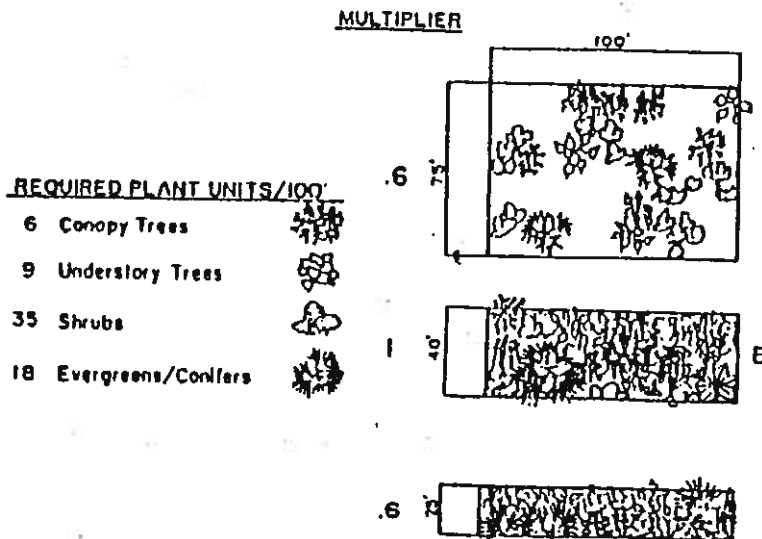 MULTIPLIER
100'
.6
75'
REQUIRED PLANT UNITS/100'
6 Canopy Trees
9 Understory Trees
35 Shrubs
18 Evergreens/Conifers
1
40'
.6